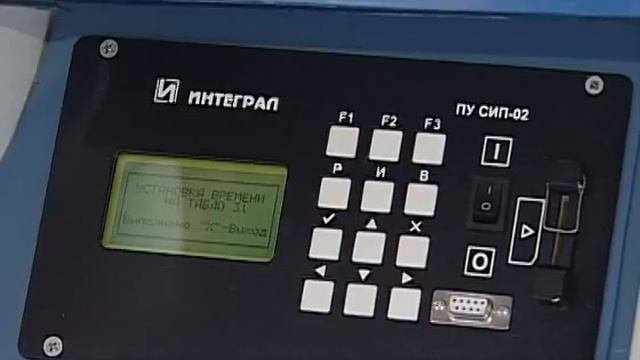 ИНТЕГРАЛ
ПУ СИП-02
F1 F2 F3
Р И В
I
O
УСТАНОВКА ВРЕМЕНИ
НА ТАБЛО 31
Выполнено "X"-Выход